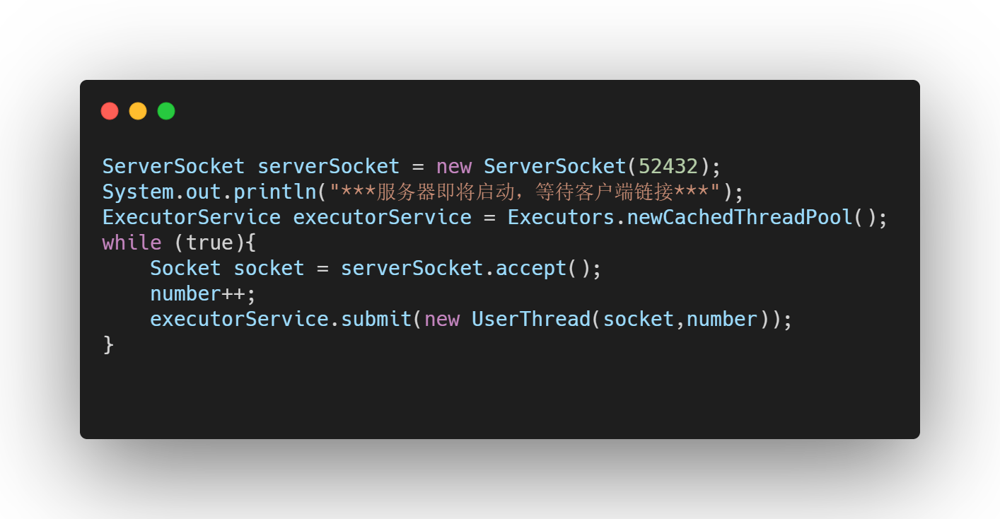 ServerSocket serverSocket = new ServerSocket(52432);
System.out.println("***服务器即将启动，等待客户端链接***");
ExecutorService executorService = Executors.newCachedThreadPool();
while (true){
    Socket socket = serverSocket.accept();
    number++;
    executorService.submit(new UserThread(socket,number));
}